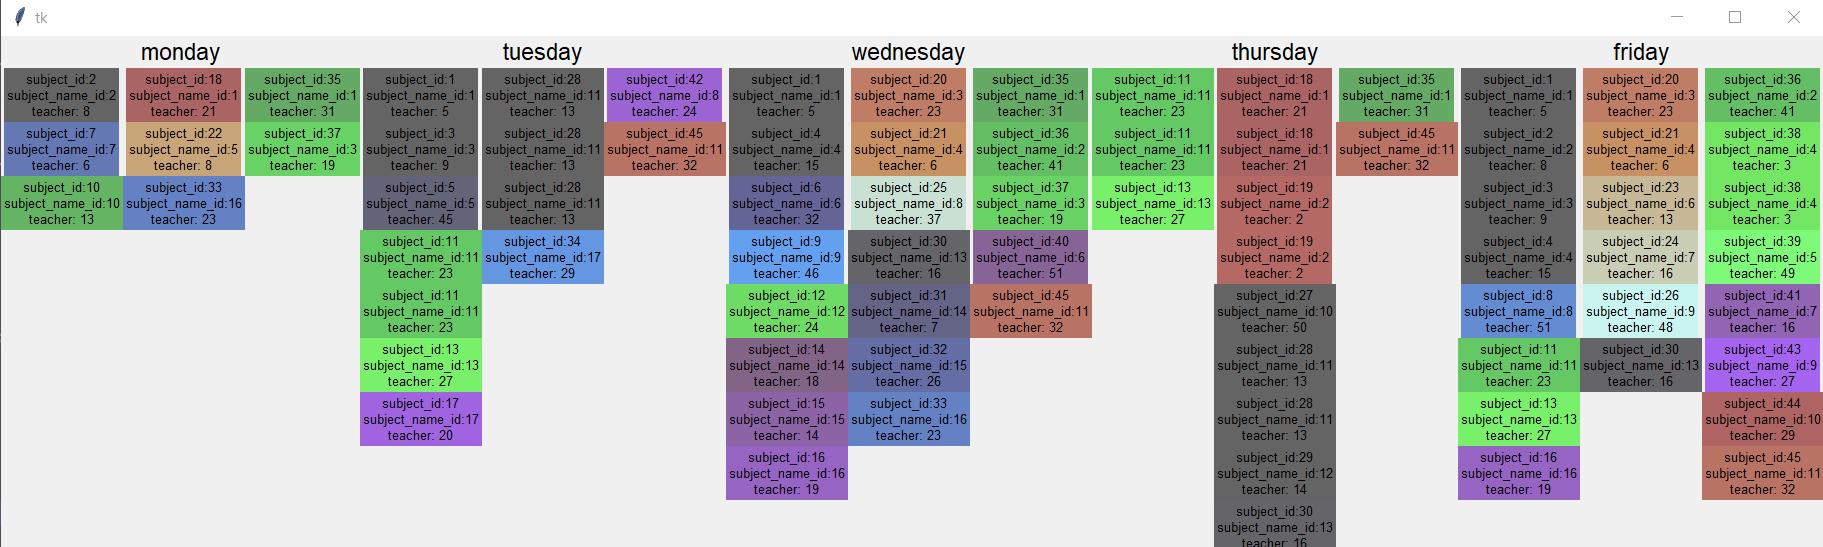 tk
monday
subject_id:2
subject_name_id:2
teacher: 8
subject_id:7
subject_name_id:7
teacher: 6
subject_id:10
subject_name_id:10
teacher: 13
subject_id:18
subject_name_id:1
teacher: 21
subject_id:22
subject_name_id:5
teacher: 8
subject_id:33
subject_name_id:16
teacher: 23
subject_id:35
subject_name_id:1
teacher: 31
subject_id:37
subject_name_id:3
teacher: 19
tuesday
subject_id:1
subject_name_id:1
teacher: 5
subject_id:3
subject_name_id:3
teacher: 9
subject_id:5
subject_name_id:5
teacher: 45
subject_id:11
subject_name_id:11
teacher: 23
subject_id:11
subject_name_id:11
teacher: 23
subject_id:13
subject_name_id:13
teacher: 27
subject_id:17
subject_name_id:17
teacher: 20
subject_id:28
subject_name_id:11
teacher: 13
subject_id:28
subject_name_id:11
teacher: 13
subject_id:28
subject_name_id:11
teacher: 13
subject_id:34
subject_name_id:17
teacher: 29
subject_id:42
subject_name_id:8
teacher: 24
subject_id:45
subject_name_id:11
teacher: 32
wednesday
subject_id:1
subject_name_id:1
teacher: 5
subject_id:4
subject_name_id:4
teacher: 15
subject_id:6
subject_name_id:6
teacher: 32
subject_id:9
subject_name_id:9
teacher: 46
subject_id:12
subject_name_id:12
teacher: 24
subject_id:14
subject_name_id:14
teacher: 18
subject_id:15
subject_name_id:15
teacher: 14
subject_id:16
subject_name_id:16
teacher: 19
subject_id:20
subject_name_id:3
teacher: 23
subject_id:21
subject_name_id:4
teacher: 6
subject_id:25
subject_name_id:8
teacher: 37
subject_id:30
subject_name_id:13
teacher: 16
subject_id:31
subject_name_id:14
teacher: 7
subject_id:32
subject_name_id:15
teacher: 26
subject_id:33
subject_name_id:16
teacher: 23
subject_id:35
subject_name_id:1
teacher: 31
subject_id:36
subject_name_id:2
teacher: 41
subject_id:37
subject_name_id:3
teacher: 19
subject_id:40
subject_name_id:6
teacher: 51
subject_id:45
subject_name_id:11
teacher: 32
subject_id:11
subject_name_id:11
teacher: 23
subject_id:11
subject_name_id:11
teacher: 23
subject_id:13
subject_name_id:13
teacher: 27
thursday
subject_id:18
subject_name_id:1
teacher: 21
subject_id:18
subject_name_id:1
teacher: 21
subject_id:19
subject_name_id:2
teacher: 2
subject_id:19
subject_name_id:2
teacher: 2
subject_id:27
subject_name_id:10
teacher: 50
subject_id:28
subject_name_id:11
teacher: 13
subject_id:28
subject_name_id:11
teacher: 13
subject_id:29
subject_name_id:12
teacher: 14
subject_id:30
subject_name_id:13
teacher: 16
subject_id:35
subject_name_id:1
teacher: 31
subject_id:45
subject_name_id:11
teacher: 32
friday
subject_id:1
subject_name_id:1
teacher: 5
subject_id:2
subject_name_id:2
teacher: 8
subject_id:3
subject_name_id:3
teacher: 9
subject_id:4
subject_name_id:4
teacher: 15
subject_id:8
subject_name_id:8
teacher: 51
subject_id:11
subject_name_id:11
teacher: 23
subject_id:13
subject_name_id:13
teacher: 27
subject_id:16
subject_name_id:16
teacher: 19
subject_id:20
subject_name_id:3
teacher: 23
subject_id:21
subject_name_id:4
teacher: 6
subject_id:23
subject_name_id:6
teacher: 13
subject_id:24
subject_name_id:7
teacher: 16
subject_id:26
subject_name_id:9
teacher: 48
subject_id:30
subject_name_id:13
teacher: 16
subject_id:36
subject_name_id:2
teacher: 41
subject_id:38
subject_name_id:4
teacher: 3
subject_id:38
subject_name_id:4
teacher: 3
subject_id:39
subject_name_id:5
teacher: 49
subject_id:41
subject_name_id:7
teacher: 16
subject_id:43
subject_name_id:9
teacher: 27
subject_id:44
subject_name_id:10
teacher: 29
subject_id:45
subject_name_id:11
teacher: 32